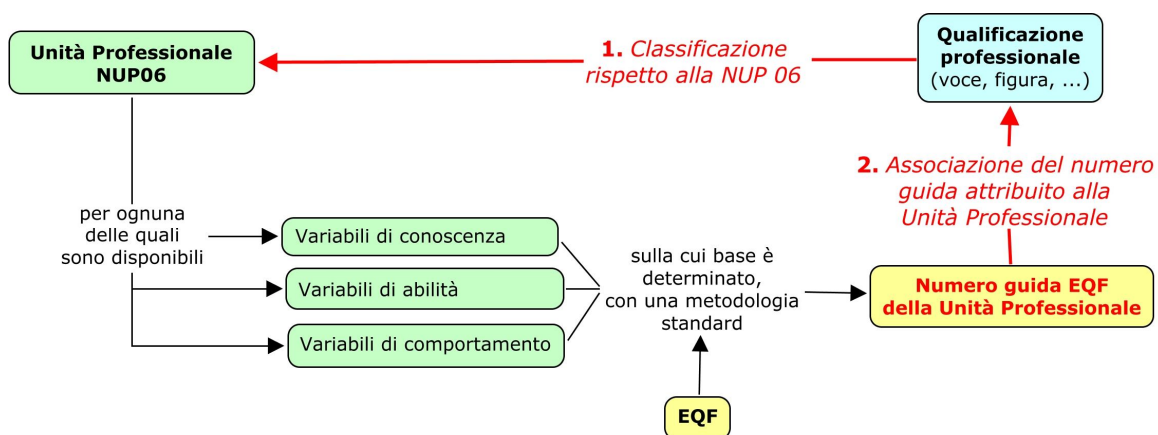 Unità Professionale
NUP06
1. Classificazione
rispetto alla NUP 06
Qualificazione
professionale
(voce, figura, ...)
2. Associazione del numero
guida attribuito alla
Unità Professionale
per ognuna
delle quali
sono disponibili
Variabili di conoscenza
Variabili di abilità
Variabili di comportamento
sulla cui base è
determinato,
con una metodologia
standard
Numero guida EQF
della Unità Professionale
EQF